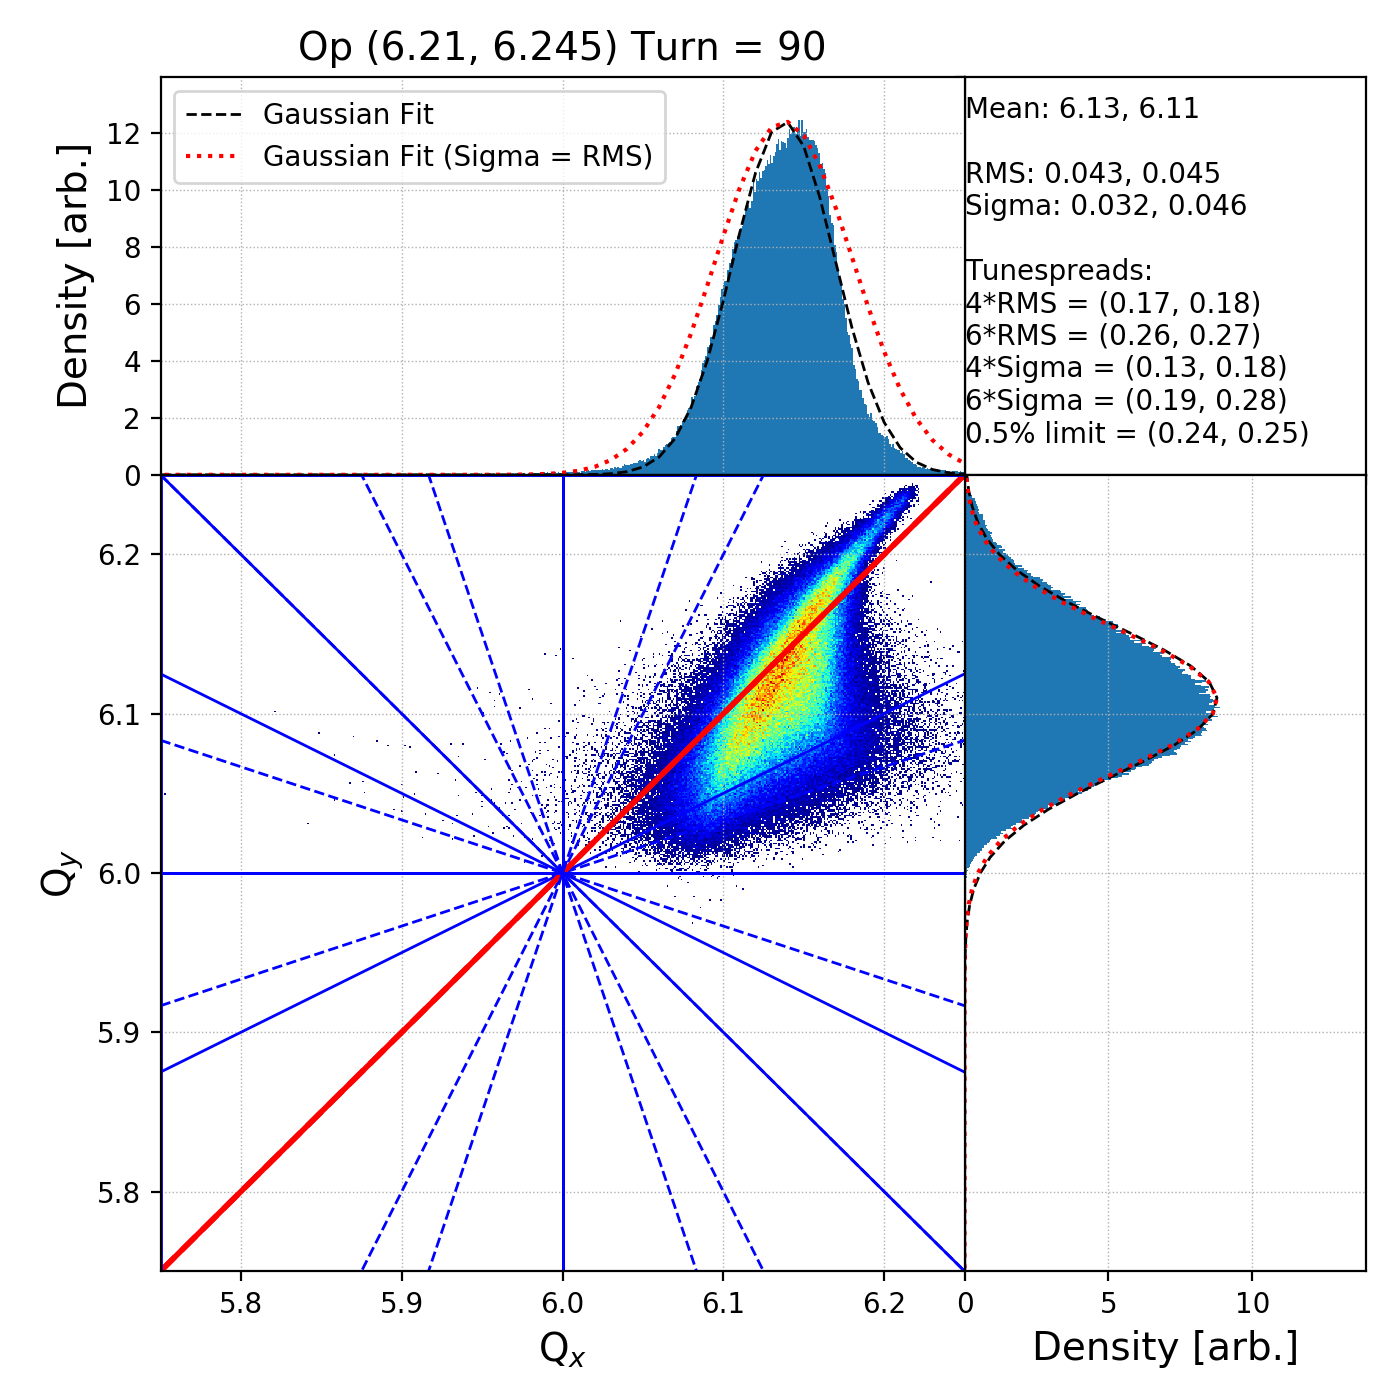 Op (6.21, 6.245) Turn = 90
Gaussian Fit
Gaussian Fit (Sigma = RMS)
Density [arb.]
12
10
8
6
4
2
0
Mean: 6.13, 6.11
RMS: 0.043, 0.045
Sigma: 0.032, 0.046
Tunespreads:
4*RMS = (0.17, 0.18)
6*RMS = (0.26, 0.27)
4*Sigma = (0.13, 0.18)
6*Sigma = (0.19, 0.28)
0.5% limit = (0.24, 0.25)
Qy
6.2
6.1
6.0
5.9
5.8
5.8 5.9 6.0 6.1 6.2
Qx
0 5 10
Density [arb.]